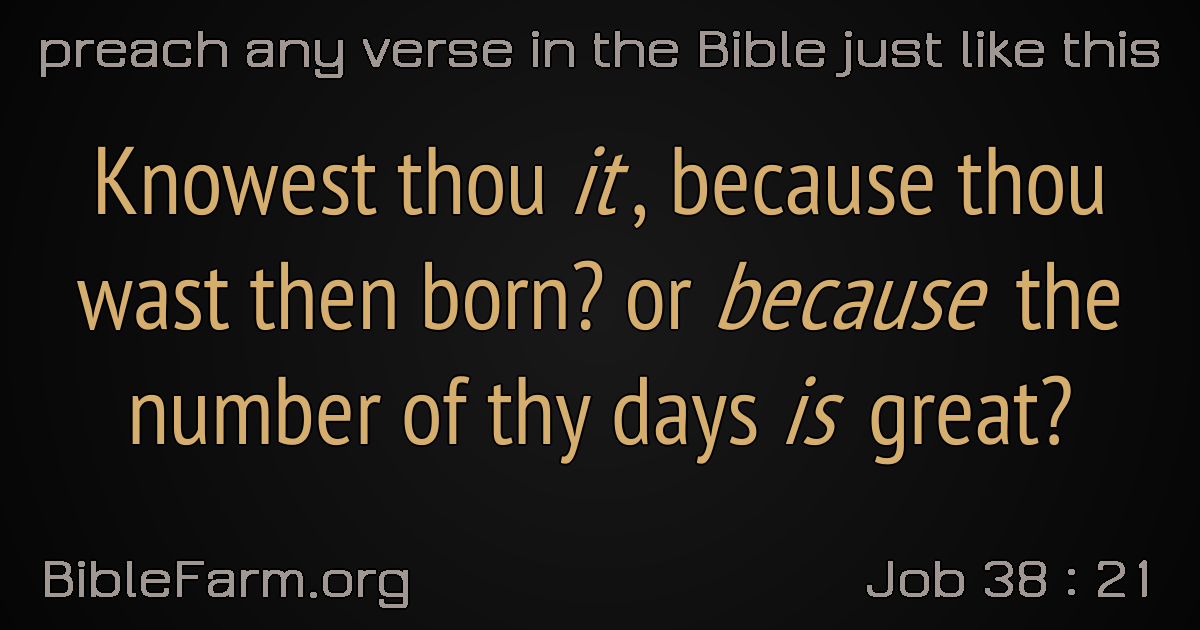 preach any verse in the Bible just like this
Knowest thou it, because thou
wast then born? or because the
number of thy days is great?
BibleFarm.org
Job 38 : 21